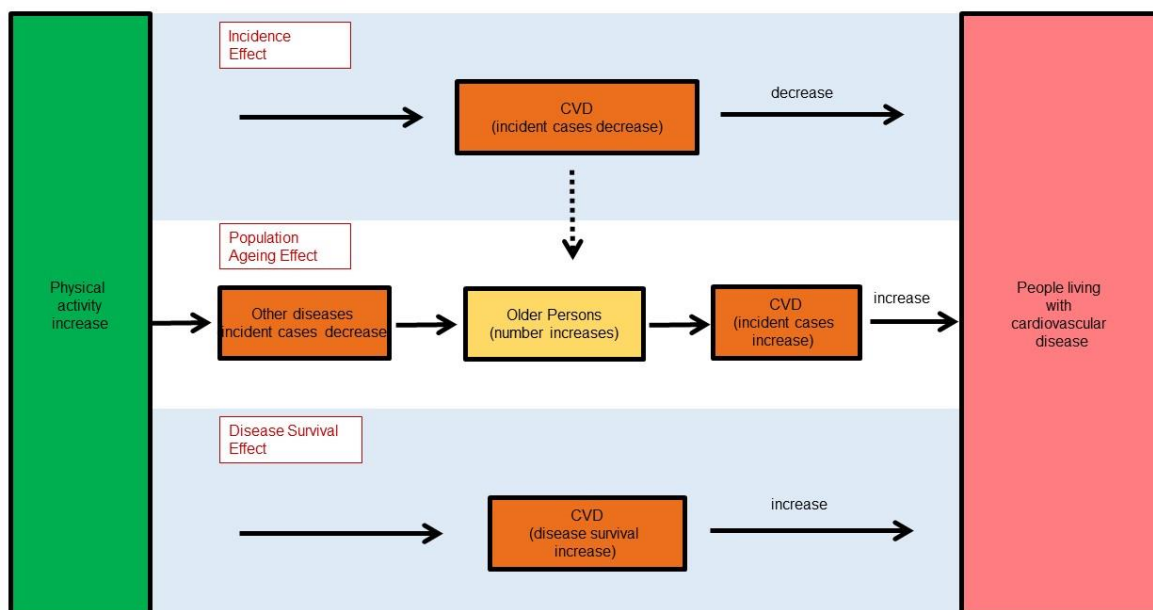 Incidence
Effect
CVD
(incident cases decrease)
decrease
Population
Ageing Effect
Physical
activity
increase
Other diseases
incident cases decrease
Older Persons
(number increases)
CVD
(incident cases
increase)
increase
People living
with
cardiovascular
disease
Disease Survival
Effect
CVD
(disease survival
increase)
increase